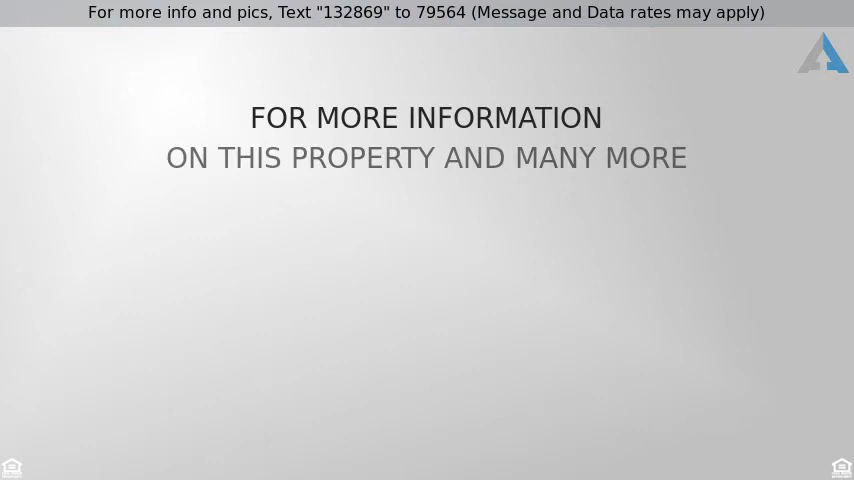 For more info and pics, Text "132869" to 79564 (Message and Data rates may apply)
FOR MORE INFORMATION
ON THIS PROPERTY AND MANY MORE